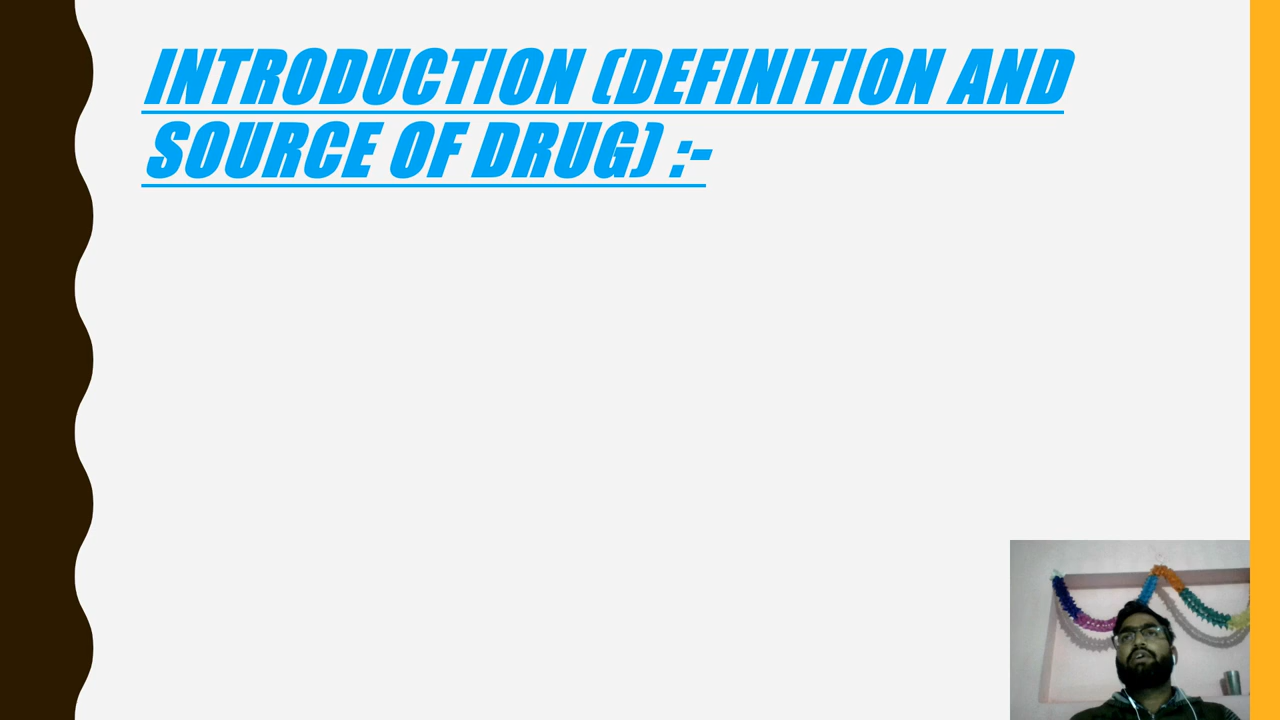 INTRODUCTION (DEFINITION AND
SOURCE OF DRUG) :-